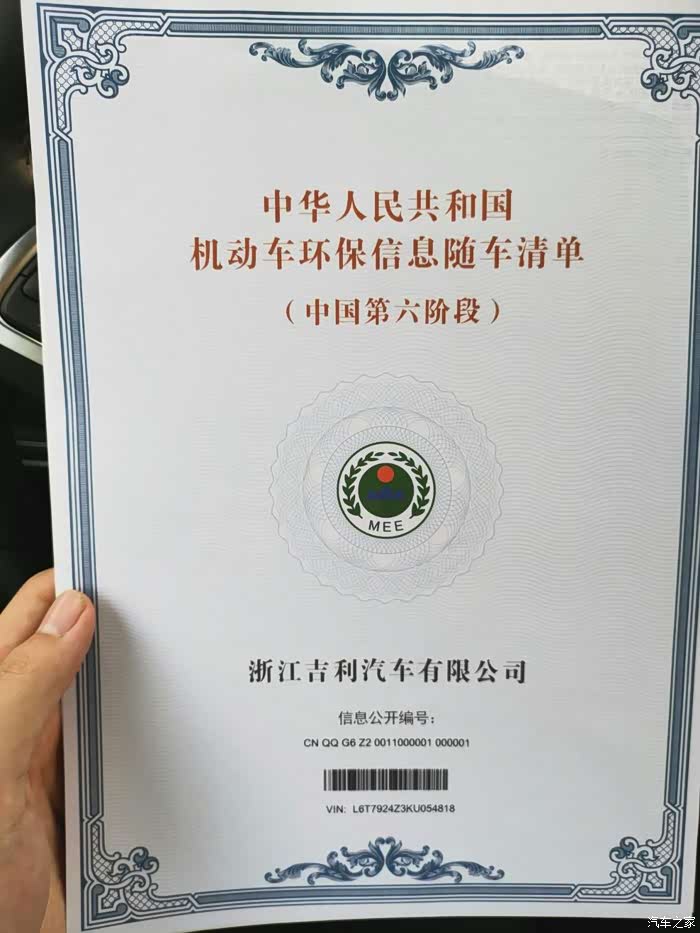 中华人民共和国
机动车环保信息随车清单
（中国第六阶段）
MEE
浙江吉利汽车有限公司
信息公开编号：
CN QQ G6 Z2 0011000001 000001
VIN: L6T7924Z3KU054818
汽车之家